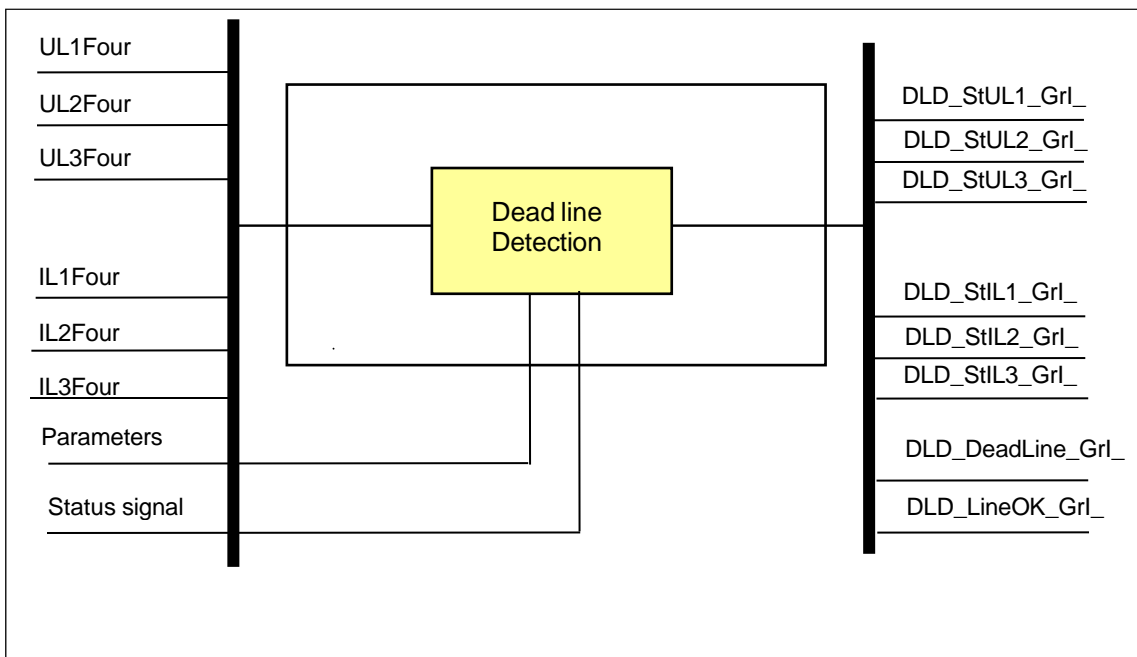 UL1Four
UL2Four
UL3Four
IL1Four
IL2Four
IL3Four
Parameters
Status signal
Dead line
Detection
DLD_StUL1_GrI_
DLD_StUL2_GrI_
DLD_StUL3_GrI_
DLD_StIL1_GrI_
DLD_StIL2_GrI_
DLD_StIL3_GrI_
DLD_DeadLine_GrI_
DLD_LineOK_GrI_